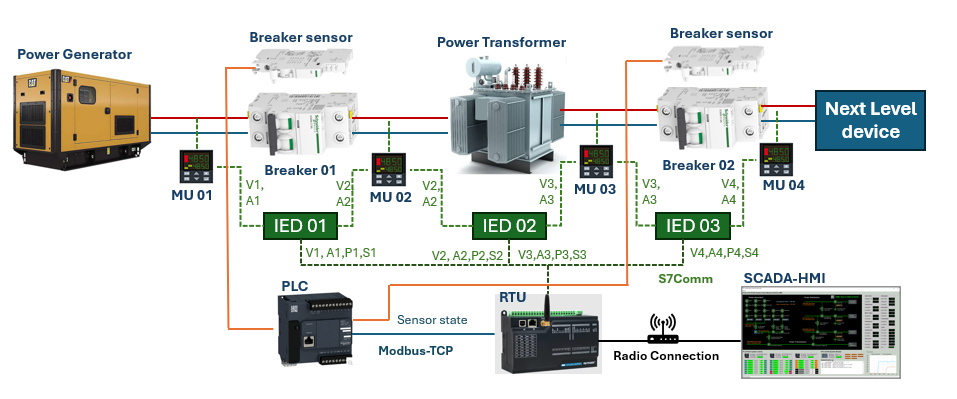 Breaker sensor
Breaker sensor
Power Transformer
Power Generator
CAT
Next Level
device
Breaker 01
Breaker 02
MU 01
MU 02
MU 03
MU 04
V1,
A1
V2
A2
V2,
A2
V3,
A3
V3,
A3
V4,
A4
IED 01
IED 02
IED 03
V1, A1,P1,S1
V2, A2,P2,S2
V3,A3,P3,S3
V4,A4,P4,S4
S7Comm
SCADA-HMI
PLC
RTU
Sensor state
Modbus-TCP
Radio Connection